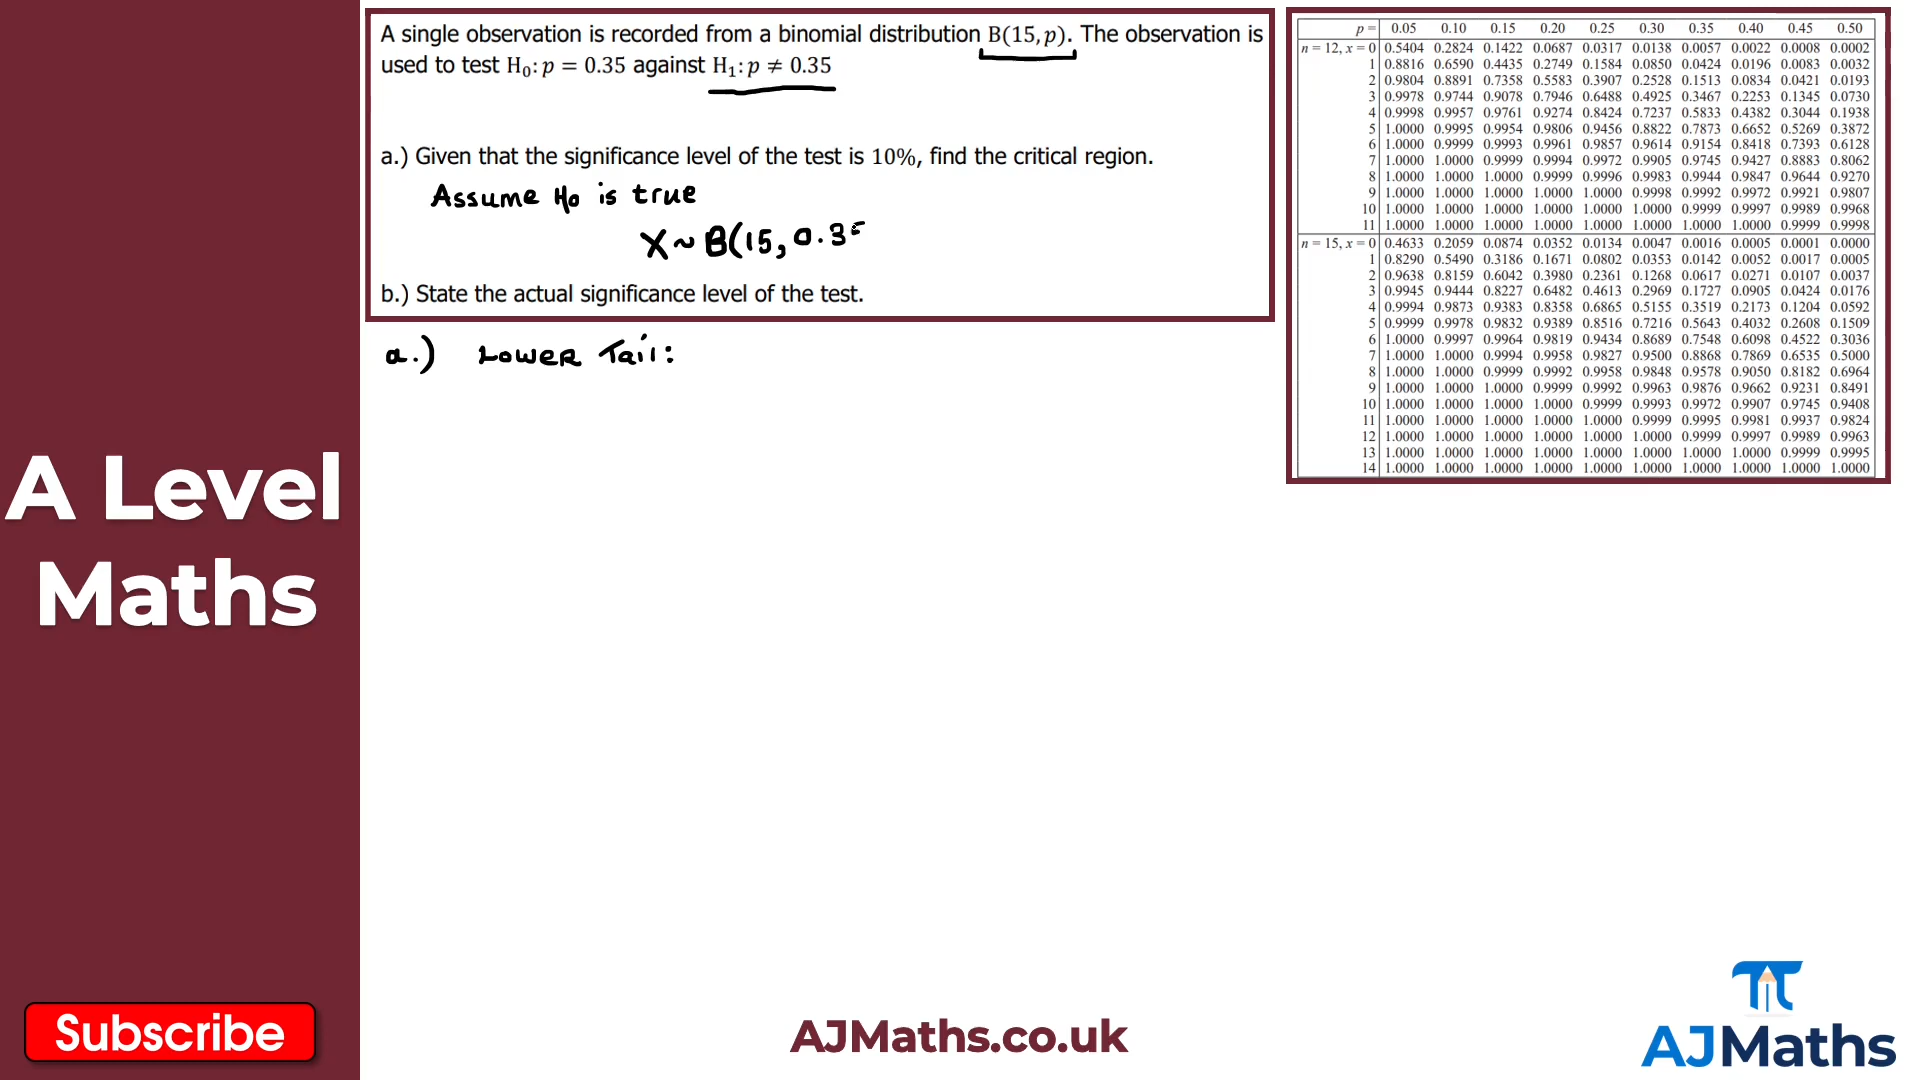 A Level
Maths
Subscribe
A single observation is recorded from a binomial distribution B(15, p). The observation is
used to test H₀: p = 0.35 against H₁: p ≠ 0.35
a.) Given that the significance level of the test is 10%, find the critical region.
Assume H₀ is true
X ~ B(15, 0.35
b.) State the actual significance level of the test.
a.) Lower Tail:
p = 0.05 0.10 0.15 0.20 0.25 0.30 0.35 0.40 0.45 0.50
n = 12, x = 0 0.5404 0.2824 0.1422 0.0687 0.0317 0.0138 0.0057 0.0022 0.0008 0.0002
1 0.8816 0.6590 0.4435 0.2749 0.1584 0.0850 0.0424 0.0196 0.0083 0.0032
2 0.9804 0.8891 0.7358 0.5583 0.3907 0.2528 0.1513 0.0834 0.0421 0.0193
3 0.9978 0.9744 0.9078 0.7946 0.6488 0.4925 0.3467 0.2253 0.1345 0.0730
4 0.9998 0.9957 0.9761 0.9274 0.8424 0.7237 0.5833 0.4382 0.3044 0.1938
5 1.0000 0.9995 0.9954 0.9806 0.9456 0.8822 0.7873 0.6652 0.5269 0.3872
6 1.0000 0.9999 0.9993 0.9961 0.9857 0.9614 0.9154 0.8418 0.7393 0.6128
7 1.0000 1.0000 0.9999 0.9994 0.9972 0.9905 0.9745 0.9427 0.8883 0.8062
8 1.0000 1.0000 1.0000 0.9999 0.9996 0.9983 0.9944 0.9847 0.9644 0.9270
9 1.0000 1.0000 1.0000 1.0000 1.0000 0.9998 0.9992 0.9972 0.9921 0.9807
10 1.0000 1.0000 1.0000 1.0000 1.0000 1.0000 0.9999 0.9997 0.9989 0.9968
11 1.0000 1.0000 1.0000 1.0000 1.0000 1.0000 1.0000 1.0000 0.9999 0.9998
n = 15, x = 0 0.4633 0.2059 0.0874 0.0352 0.0134 0.0047 0.0016 0.0005 0.0001 0.0000
1 0.8290 0.5490 0.3186 0.1671 0.0802 0.0353 0.0142 0.0052 0.0017 0.0005
2 0.9638 0.8159 0.6042 0.3980 0.2361 0.1268 0.0617 0.0271 0.0107 0.0037
3 0.9945 0.9444 0.8227 0.6482 0.4613 0.2969 0.1727 0.0905 0.0424 0.0176
4 0.9994 0.9873 0.9383 0.8358 0.6865 0.5155 0.3519 0.2173 0.1204 0.0592
5 0.9999 0.9978 0.9832 0.9389 0.8516 0.7216 0.5643 0.4032 0.2608 0.1509
6 1.0000 0.9997 0.9964 0.9819 0.9434 0.8689 0.7548 0.6098 0.4522 0.3036
7 1.0000 1.0000 0.9994 0.9958 0.9827 0.9500 0.8868 0.7869 0.6535 0.5000
8 1.0000 1.0000 0.9999 0.9992 0.9958 0.9848 0.9578 0.9050 0.8182 0.6964
9 1.0000 1.0000 1.0000 0.9999 0.9992 0.9963 0.9876 0.9662 0.9231 0.8491
10 1.0000 1.0000 1.0000 1.0000 0.9999 0.9993 0.9972 0.9907 0.9745 0.9408
11 1.0000 1.0000 1.0000 1.0000 1.0000 0.9999 0.9995 0.9981 0.9937 0.9824
12 1.0000 1.0000 1.0000 1.0000 1.0000 1.0000 0.9999 0.9997 0.9989 0.9963
13 1.0000 1.0000 1.0000 1.0000 1.0000 1.0000 1.0000 1.0000 0.9999 0.9995
14 1.0000 1.0000 1.0000 1.0000 1.0000 1.0000 1.0000 1.0000 1.0000 1.0000
AJMaths.co.uk
AJMaths